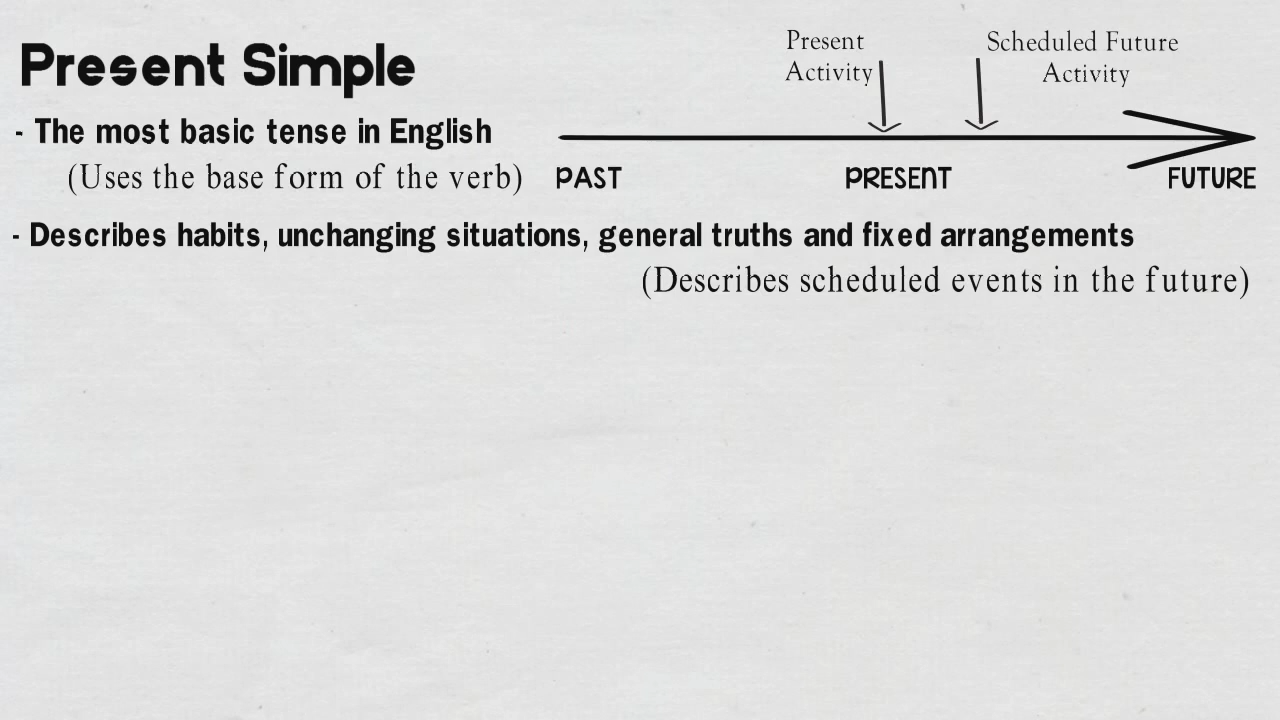 Present Simple
- The most basic tense in English
(Uses the base form of the verb)
Present
Activity
Scheduled Future
Activity
PAST
PRESENT
FUTURE
- Describes habits, unchanging situations, general truths and fixed arrangements
(Describes scheduled events in the future)